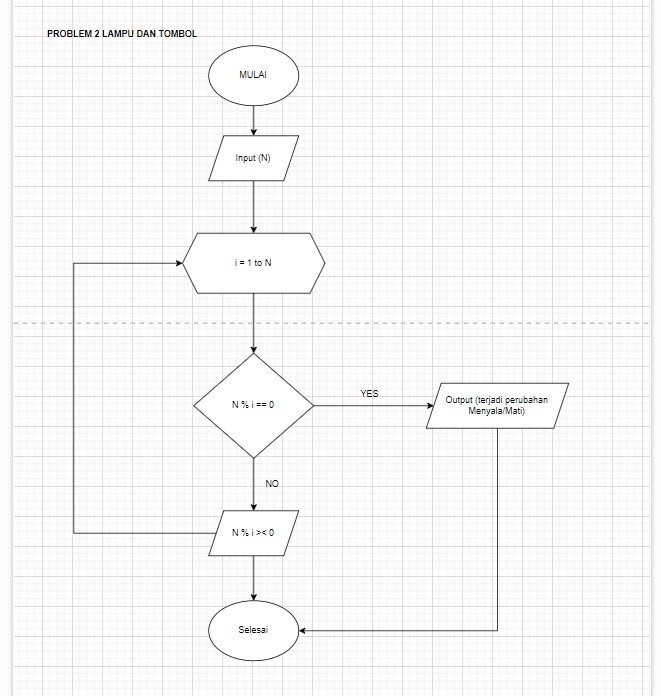 PROBLEM 2 LAMPU DAN TOMBOL
MULAI
Input (N)
i = 1 to N
N % i == 0
YES
Output (terjadi perubahan
Menyala/Mati)
NO
N % i >< 0
Selesai